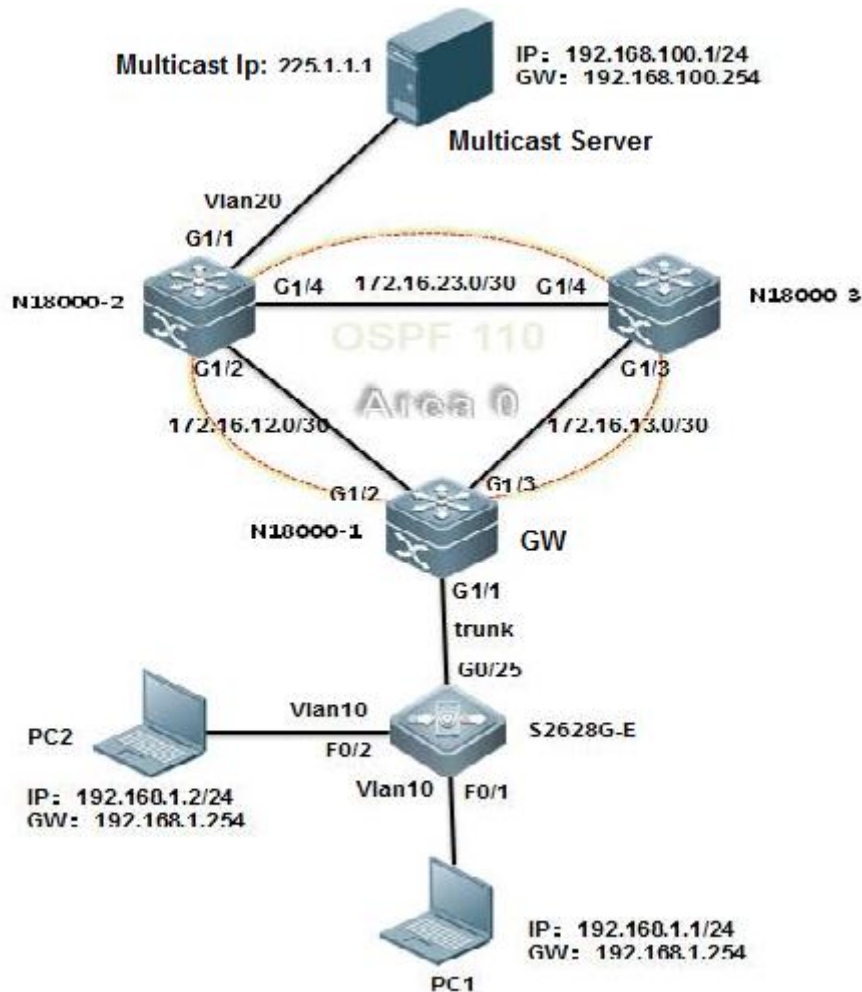 Multicast Ip: 225.1.1.1
IP: 192.168.100.1/24
GW: 192.168.100.254
Multicast Server
Vlan20
G1/1
N18000-2
G1/4
172.16.23.0/30
G1/4
N18000-3
OSPF 110
Area 0
G1/2
G1/3
172.16.12.0/30
172.16.13.0/30
G1/2
G1/3
N18000-1
GW
G1/1
trunk
G0/25
Vlan10
S2628G-E
PC2
F0/2
Vlan10
F0/1
IP: 192.168.1.2/24
GW: 192.168.1.254
IP: 192.168.1.1/24
GW: 192.168.1.254
PC1